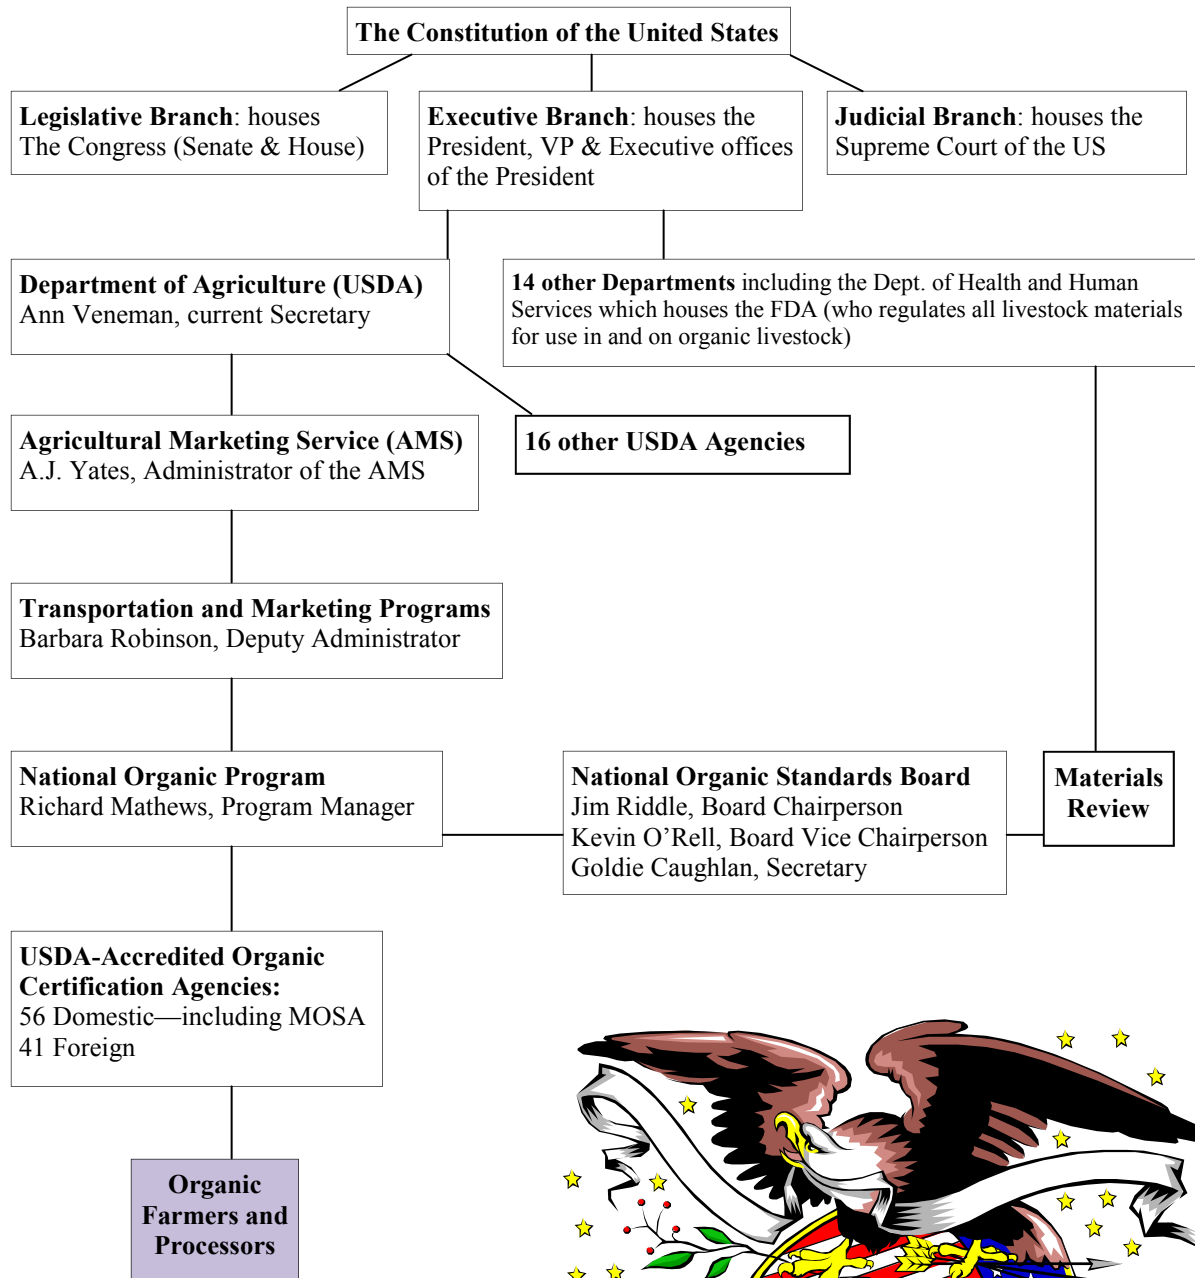 The Constitution of the United States
Legislative Branch: houses
The Congress (Senate & House)
Executive Branch: houses the
President, VP & Executive offices
of the President
Judicial Branch: houses the
Supreme Court of the US
Department of Agriculture (USDA)
Ann Veneman, current Secretary
14 other Departments including the Dept. of Health and Human
Services which houses the FDA (who regulates all livestock materials
for use in and on organic livestock)
Agricultural Marketing Service (AMS)
A.J. Yates, Administrator of the AMS
16 other USDA Agencies
Transportation and Marketing Programs
Barbara Robinson, Deputy Administrator
National Organic Program
Richard Mathews, Program Manager
National Organic Standards Board
Jim Riddle, Board Chairperson
Kevin O’Rell, Board Vice Chairperson
Goldie Caughlan, Secretary
Materials
Review
USDA-Accredited Organic
Certification Agencies:
56 Domestic—including MOSA
41 Foreign
Organic
Farmers and
Processors